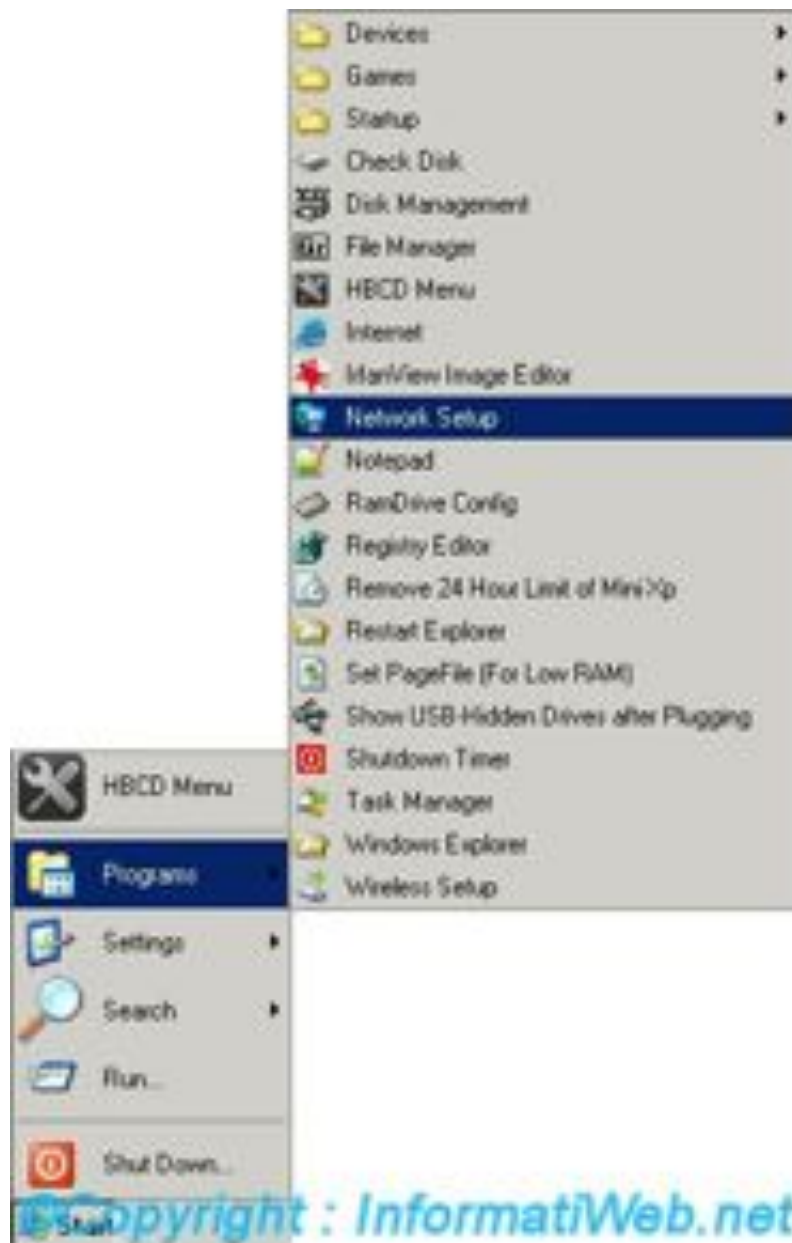 Devices
Games
Startup
Check Disk
Disk Management
File Manager
HBCD Menu
Internet
IrfanView Image Editor
Network Setup
Notepad
RamDrive Config
Registry Editor
Remove 24 Hour Limit of Mini Xp
Restart Explorer
Set PageFile (For Low RAM)
Show USB-Hidden Drives after Plugging
Shutdown Timer
Task Manager
Windows Explorer
Wireless Setup
HBCD Menu
Programs
Settings
Search
Run...
Shut Down...
Start
©Copyright : InformatiWeb.net